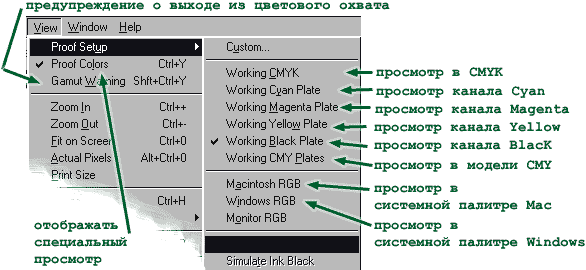 предупреждение о выходе из цветового охвата
View Window Help
Proof Setup
Proof Colors Ctrl+Y
Gamut Warning Shft+Ctrl+Y
Zoom In Ctrl++
Zoom Out Ctrl+-
Fit on Screen Ctrl+0
Actual Pixels Alt+Ctrl+0
Print Size
Ctrl+H
отображать
специальный
просмотр
Custom...
Working CMYK
Working Cyan Plate
Working Magenta Plate
Working Yellow Plate
Working Black Plate
Working CMY Plates
Macintosh RGB
Windows RGB
Monitor RGB
Simulate Ink Black
просмотр в CMYK
просмотр канала Cyan
просмотр канала Magenta
просмотр канала Yellow
просмотр канала BlacK
просмотр в модели CMY
просмотр в
системной палитре Mac
просмотр в
системной палитре Windows